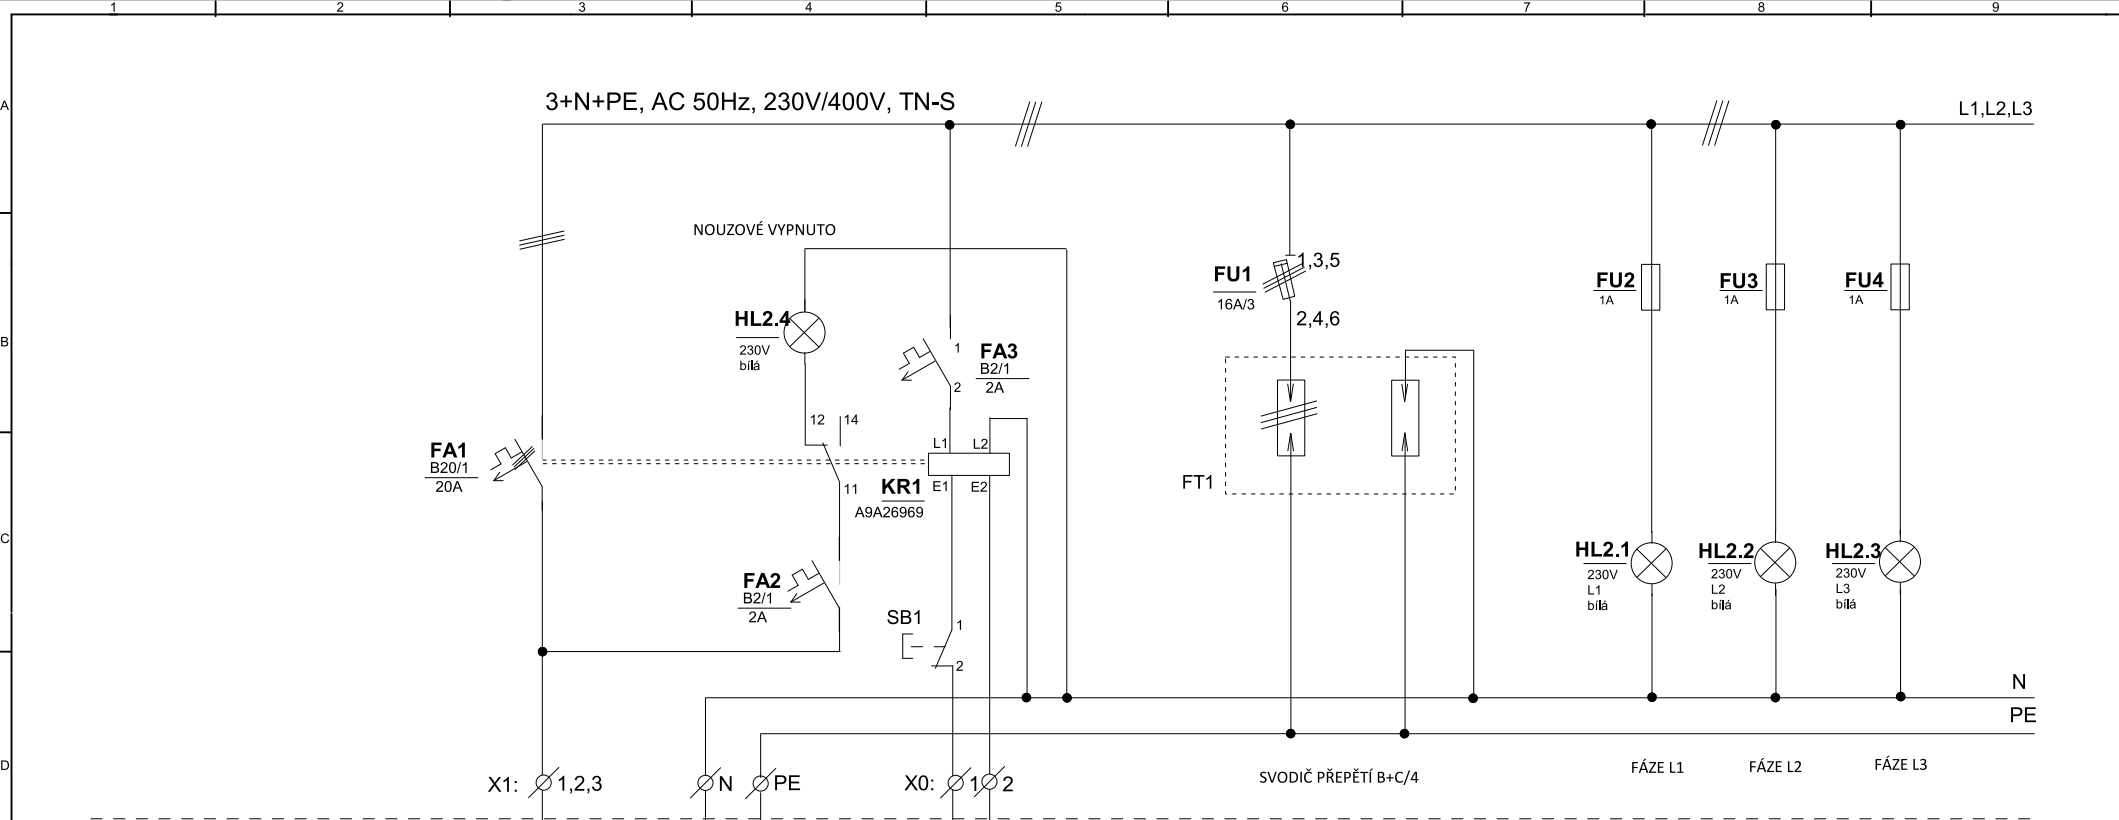 1 2 3 4 5 6 7 8 9
A
3+N+PE, AC 50Hz, 230V/400V, TN-S
L1,L2,L3
NOUZOVÉ VYPNUTO
1,3,5
FU1
16A/3
2,4,6
FU2
1A
FU3
1A
FU4
1A
B
HL2.4
230V
bílá
1
FA3
B2/1
2A
2
12 14
L1 L2
FA1
B20/1
20A
11
KR1
A9A26969
E1 E2
FT1
C
HL2.1
230V
L1
bílá
HL2.2
230V
L2
bílá
HL2.3
230V
L3
bílá
FA2
B2/1
2A
SB1
1
2
N
PE
D
X1: 1,2,3
N
PE
X0: 1 2
SVODIČ PŘEPĚTÍ B+C/4
FÁZE L1
FÁZE L2
FÁZE L3